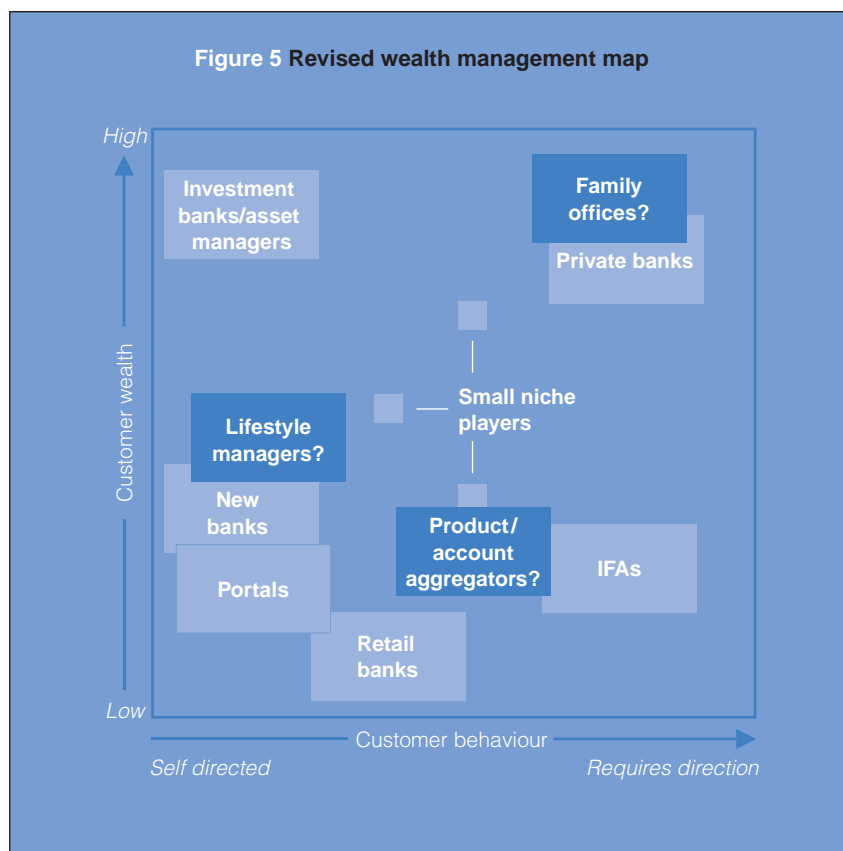 Figure 5 Revised wealth management map
High
Investment
banks/asset
managers
Family
offices?
Private banks
Customer wealth
Small niche
players
Lifestyle
managers?
New
banks
Product/
account
aggregators?
IFAs
Portals
Retail
banks
Low
Customer behaviour
Self directed
Requires direction